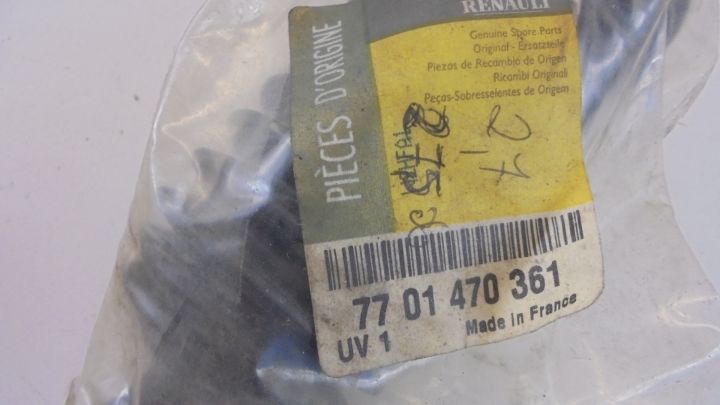 RENAULT
Genuine Spare Parts
Original - Ersatzteile
Piezas de Recambio de Origen
Ricambi Originali
Peças-Sobresselentes de Origem
PIÈCES D'ORIGINE
77 01 470 361
UV 1
Made in France